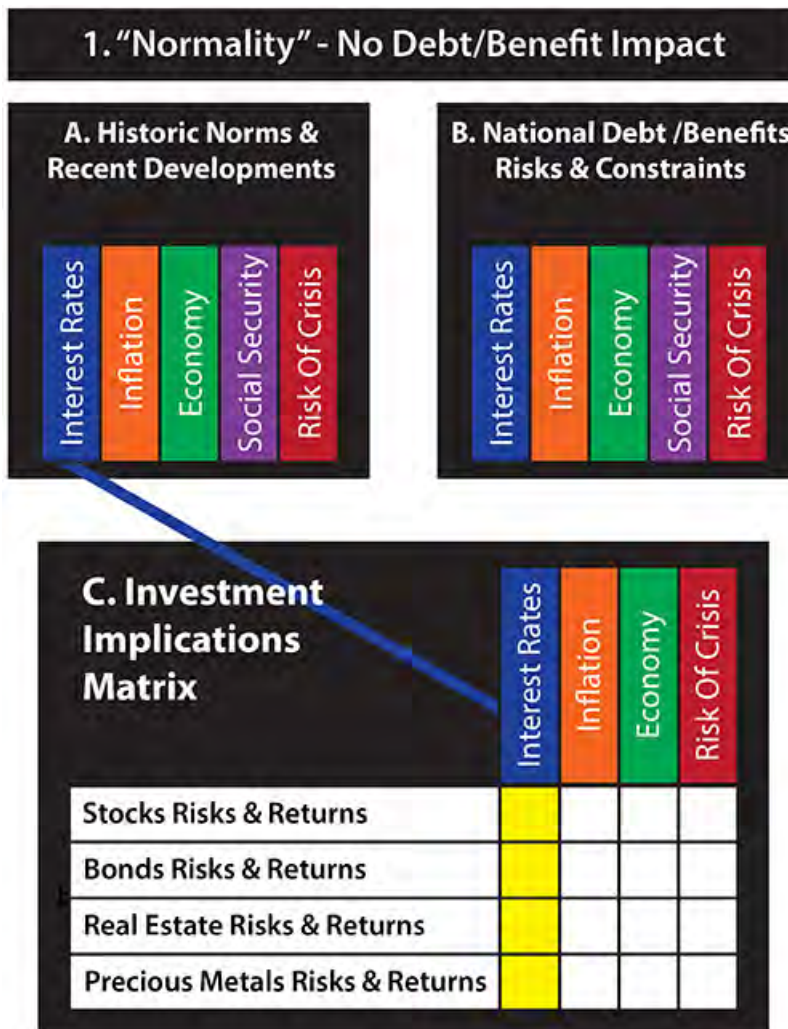 1. “Normality” - No Debt/Benefit Impact
A. Historic Norms &
Recent Developments
Interest Rates
Inflation
Economy
Social Security
Risk Of Crisis
B. National Debt /Benefits
Risks & Constraints
Interest Rates
Inflation
Economy
Social Security
Risk Of Crisis
C. Investment
Implications
Matrix
Interest Rates
Inflation
Economy
Risk Of Crisis
Stocks Risks & Returns
Bonds Risks & Returns
Real Estate Risks & Returns
Precious Metals Risks & Returns